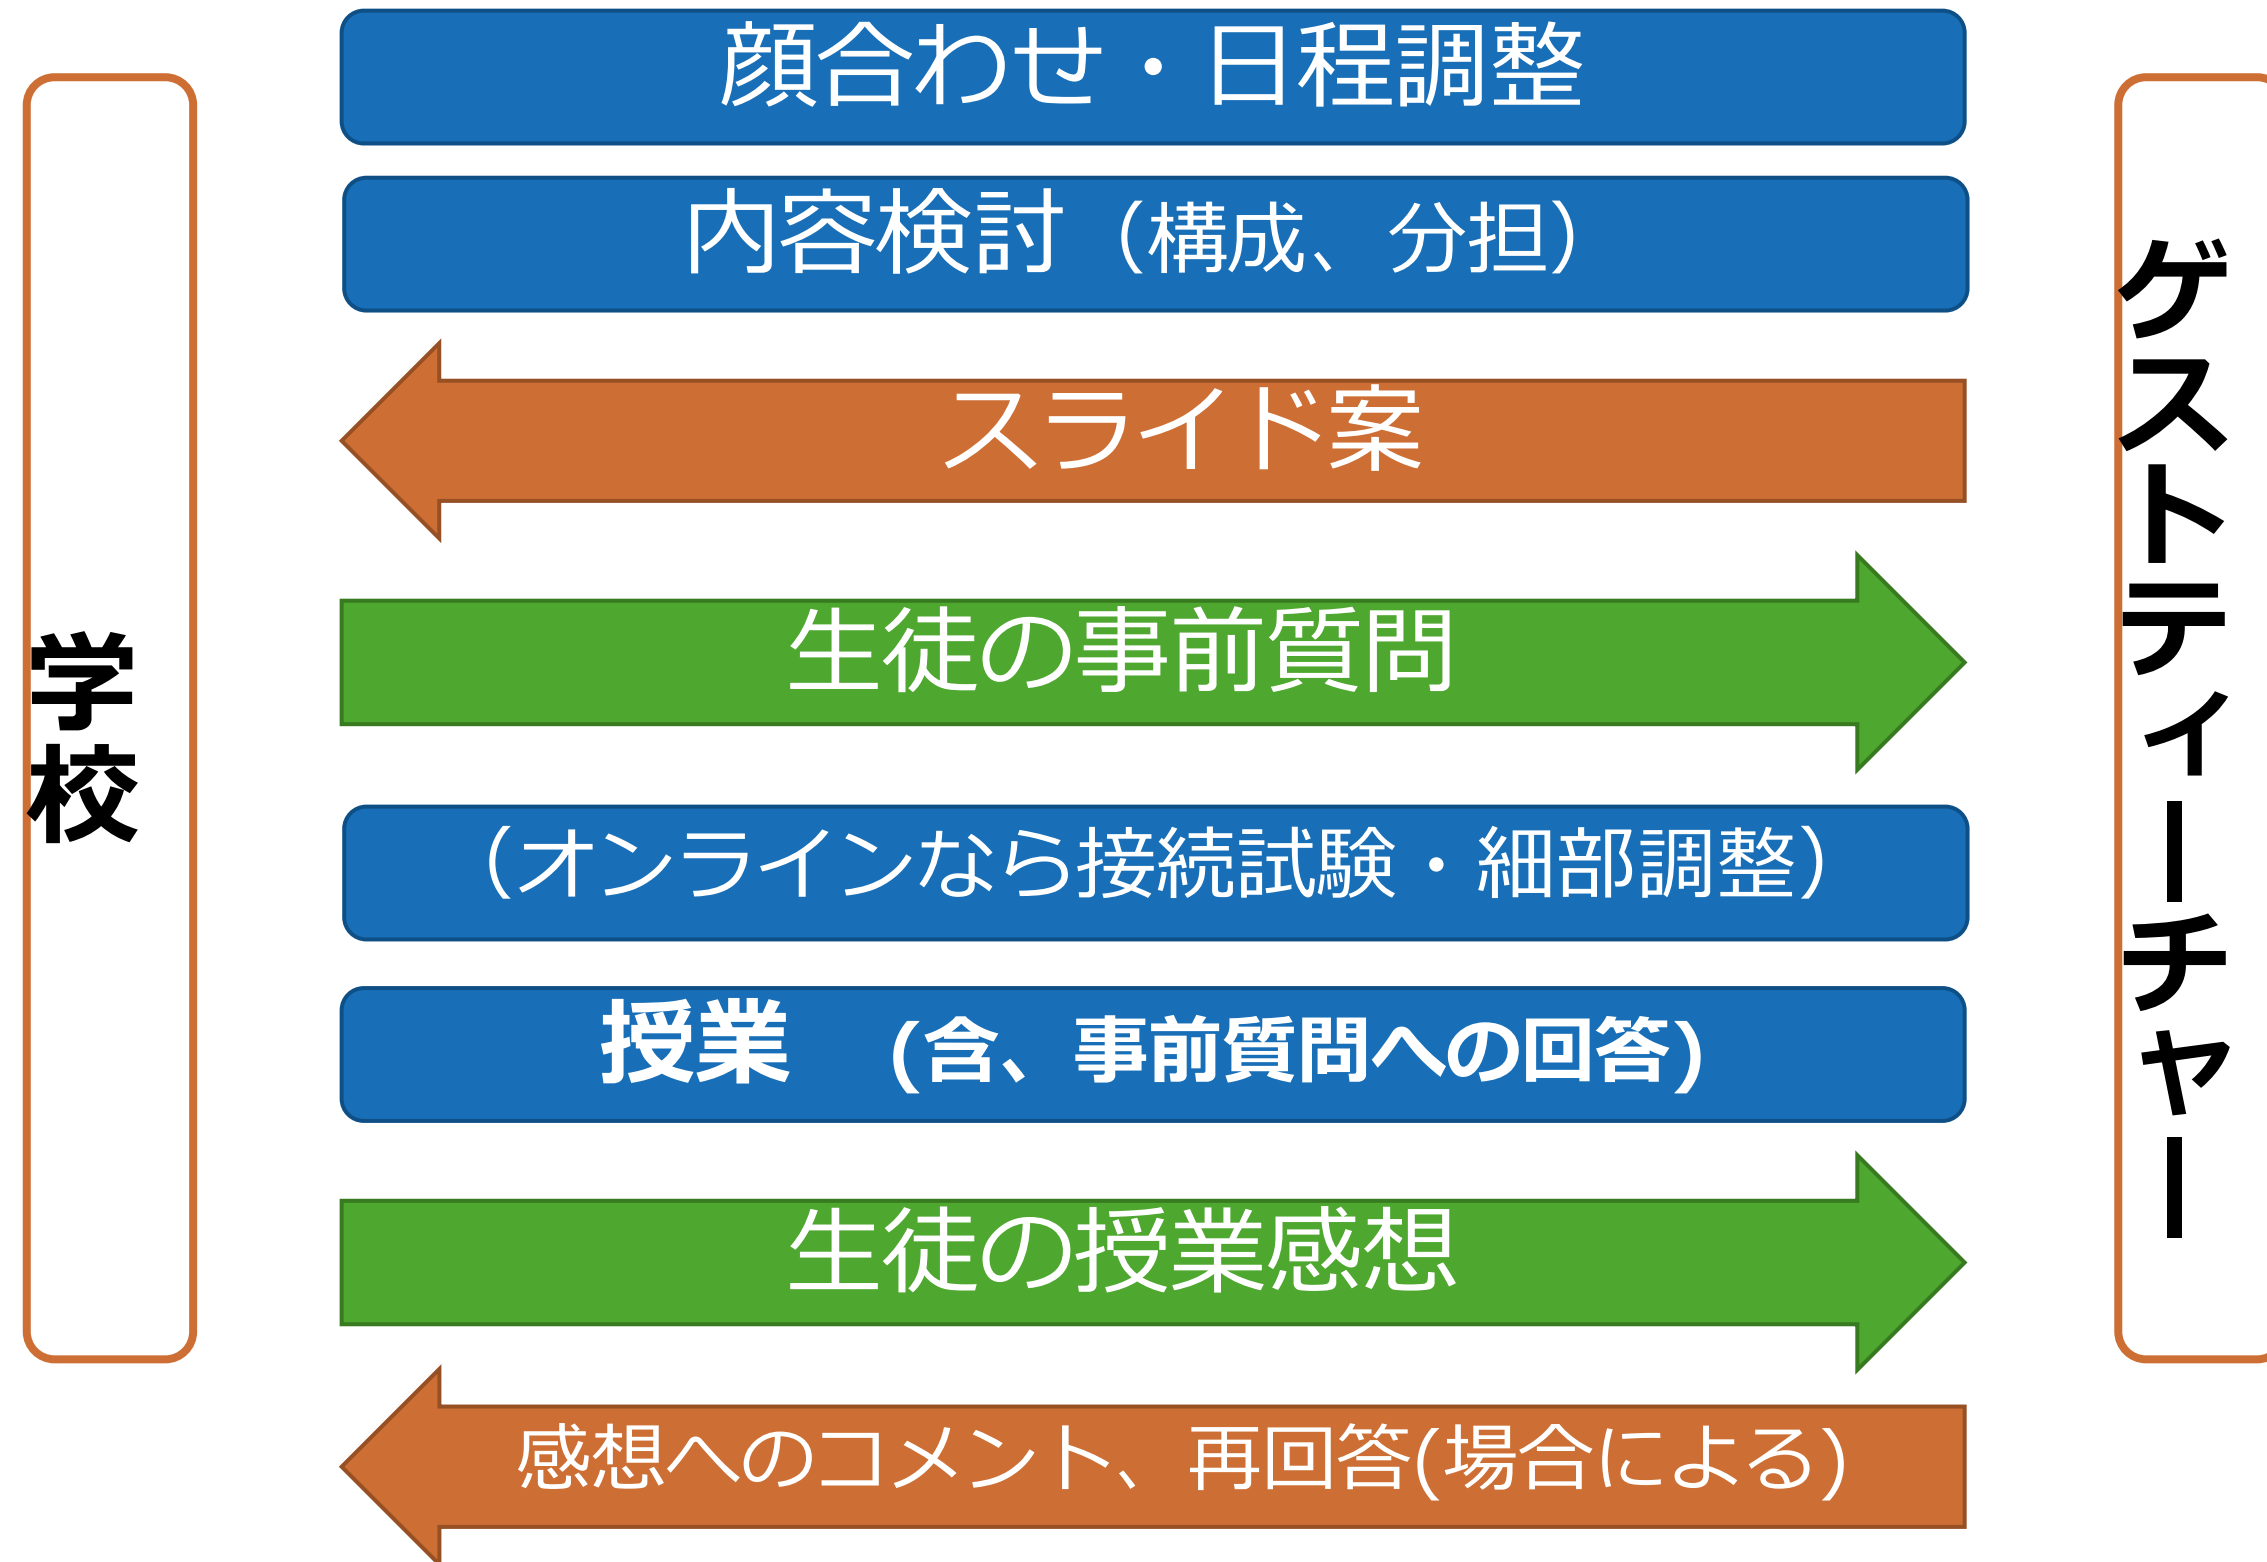 学校
顔合わせ・日程調整
内容検討（構成、分担）
スライド案
生徒の事前質問
（オンラインなら接続試験・細部調整）
授業　（含、事前質問への回答）
生徒の授業感想
感想へのコメント、再回答(場合による）
ゲストティーチャー